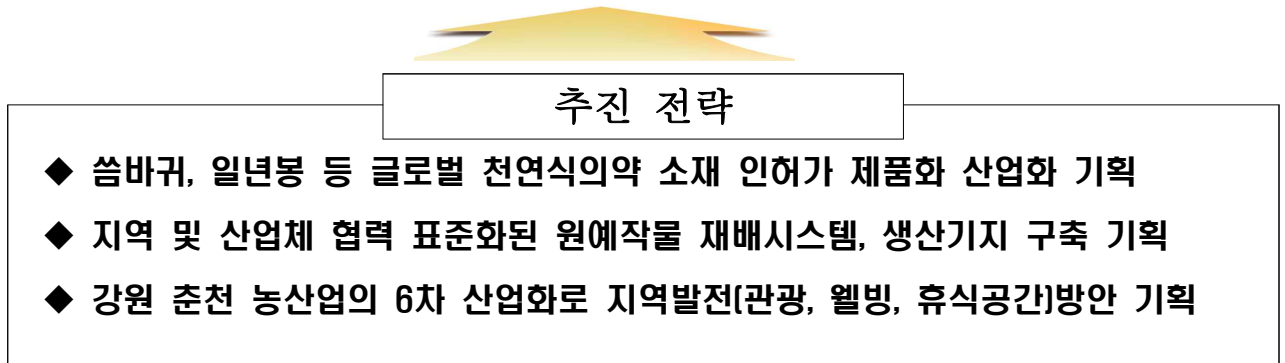 추진 전략
◆ 씀바귀, 일년봉 등 글로벌 천연식의약 소재 인허가 제품화 산업화 기획
◆ 지역 및 산업체 협력 표준화된 원예작물 재배시스템, 생산기지 구축 기획
◆ 강원 춘천 농산업의 6차 산업화로 지역발전(관광, 웰빙, 휴식공간)방안 기획